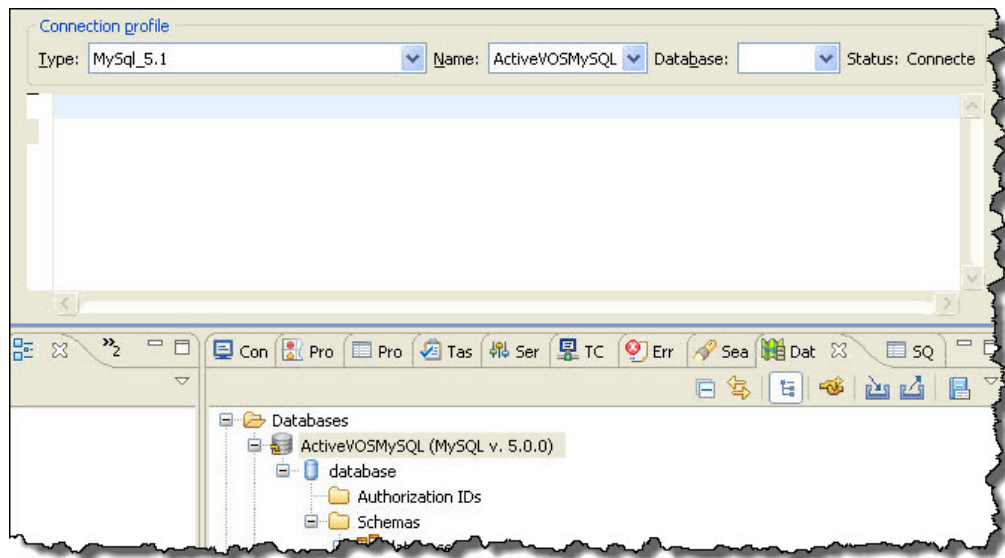 Connection profile
Type: MySql_5.1 Name: ActiveVOSMySQL Database: Status: Connecte
»2 Con Pro Pro Tas Ser TC Err Sea Dat SQ
Databases
ActiveVOSMySQL (MySQL v. 5.0.0)
database
Authorization IDs
Schemas